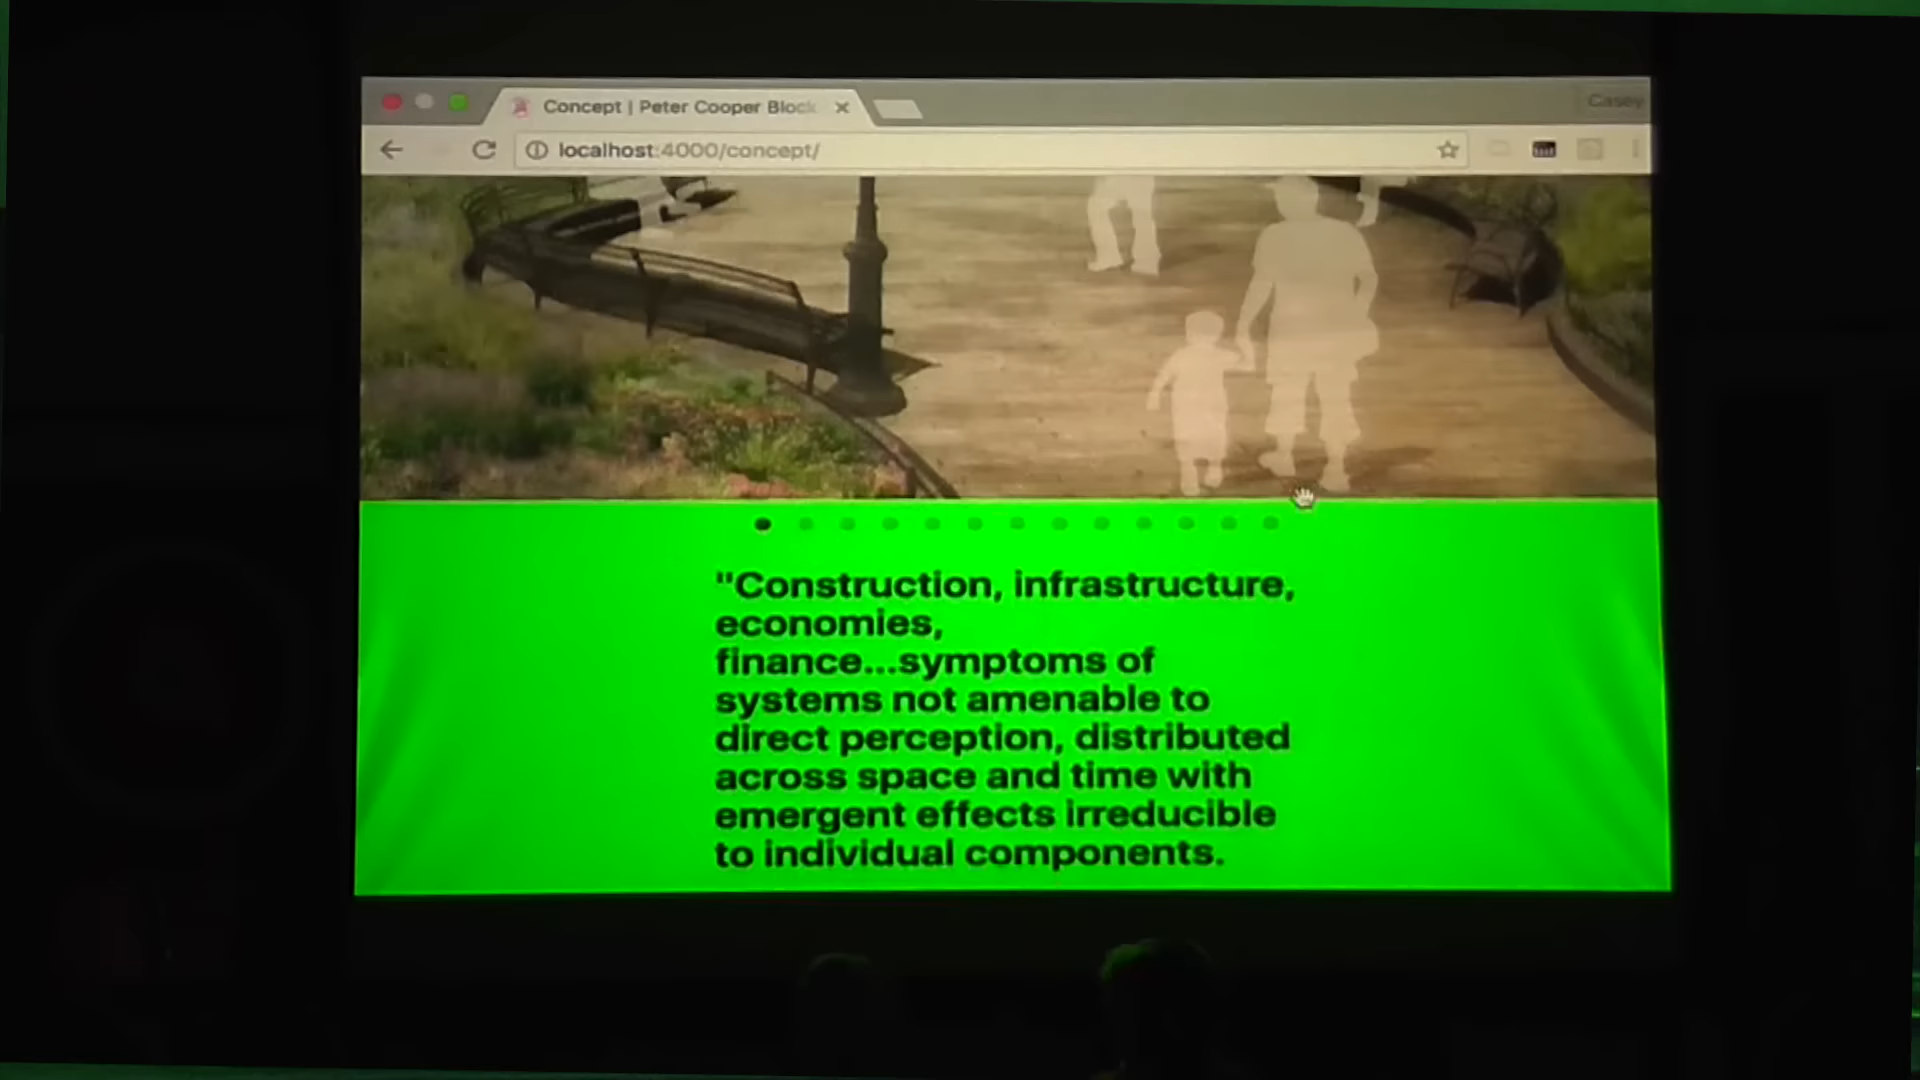 Concept | Peter Cooper Block
Casey
localhost:4000/concept/
"Construction, infrastructure,
economies,
finance...symptoms of
systems not amenable to
direct perception, distributed
across space and time with
emergent effects irreducible
to individual components.